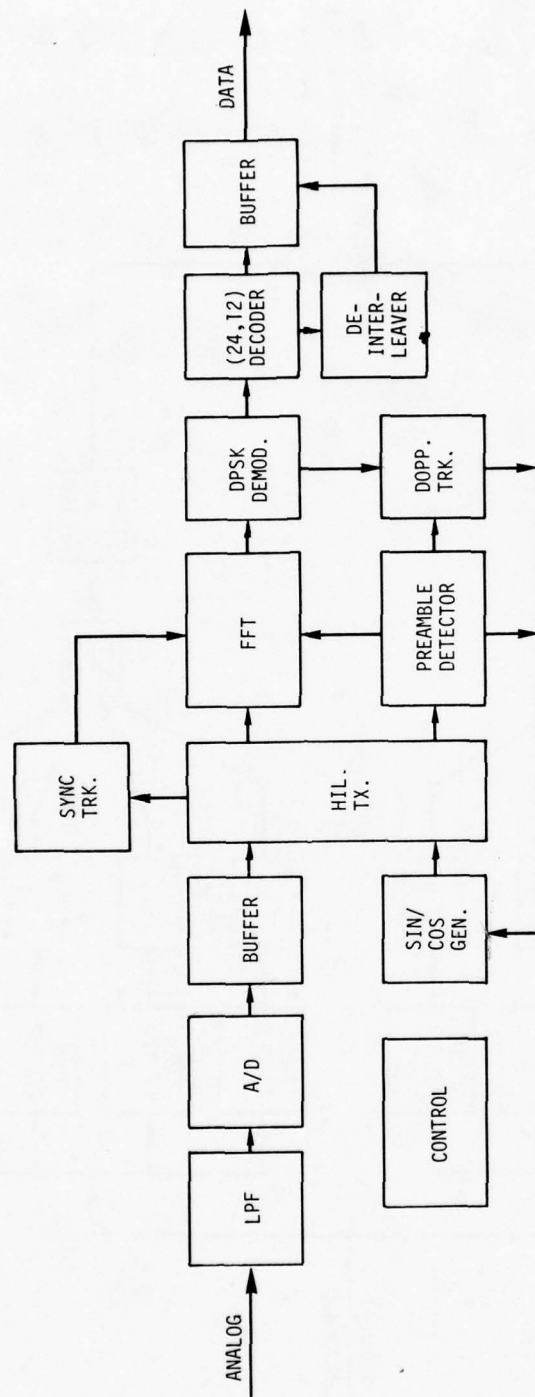 ANALOG
LPF
A/D
BUFFER
HIL.
TX.
SYNC
TRK.
FFT
DPSK
DEMOD.
(24,12)
DECODER
BUFFER
DATA
DE-
INTER-
LEAVER
CONTROL
SIN/
COS
GEN.
PREAMBLE
DETECTOR
DOPP.
TRK.